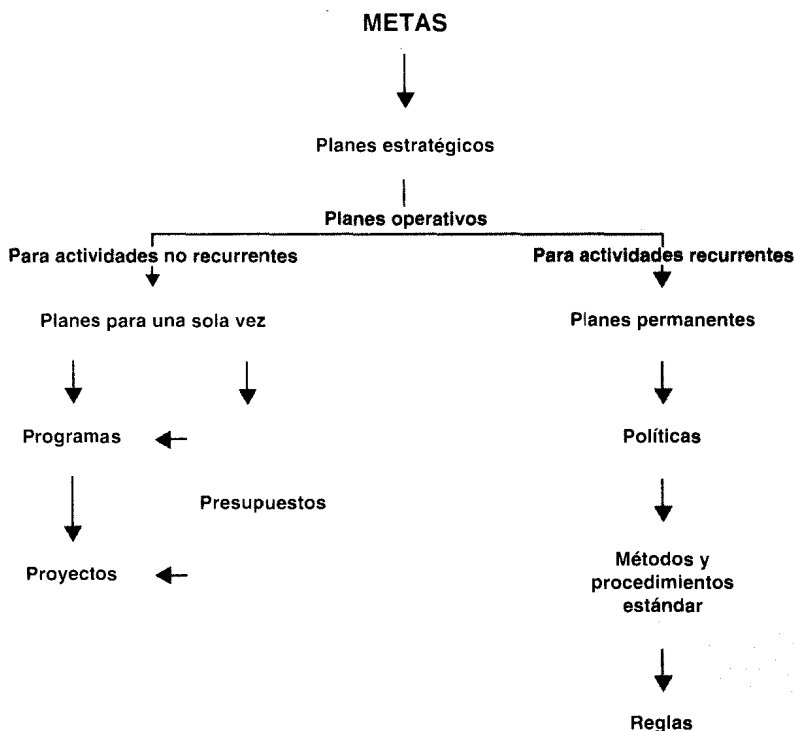 METAS
Planes estratégicos
Planes operativos
Para actividades no recurrentes
Para actividades recurrentes
Planes para una sola vez
Planes permanentes
Programas
Políticas
Presupuestos
Proyectos
Métodos y
procedimientos
estándar
Reglas